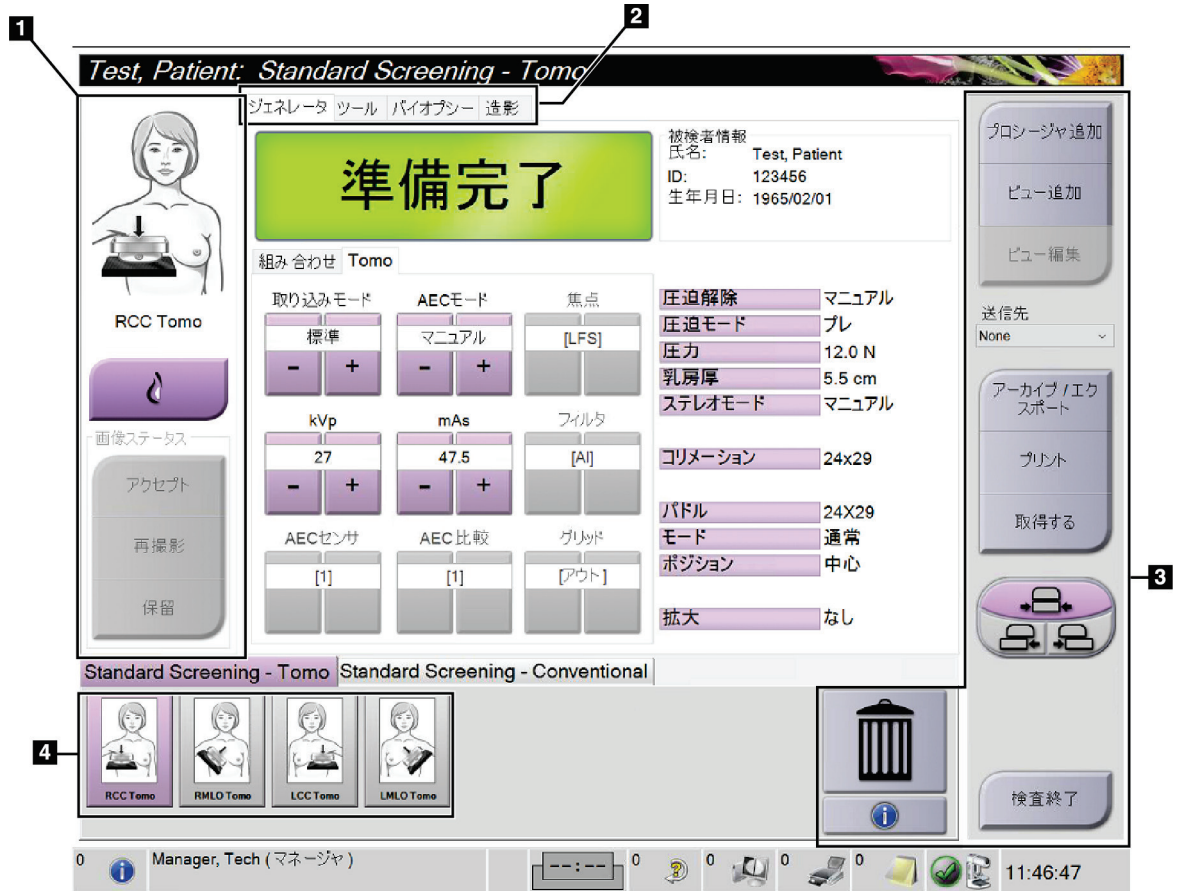 1
2
Test, Patient: Standard Screening - Tomo
ジェネレータ ツール バイオプシー 造影
準備完了
被検者情報
氏名: Test, Patient
ID: 123456
生年月日: 1965/02/01
RCC Tomo
画像ステータス
アクセプト
再撮影
保留
組み合わせ Tomo
取り込みモード AECモード 焦点
標準 マニュアル [LFS]
- + - +
kVp mAs フィルタ
27 47.5 [Al]
- + - +
AECセンサ AEC比較 グリッド
[1] [1] [アウト]
圧迫解除 マニュアル
圧迫モード プレ
圧力 12.0 N
乳房厚 5.5 cm
ステレオモード マニュアル
コリメーション 24x29
パドル 24X29
モード 通常
ポジション 中心
拡大 なし
プロシージャ追加
ビュー追加
ビュー編集
送信先
None
アーカイブ / エク
スポート
プリント
取得する
3
Standard Screening - Tomo Standard Screening - Conventional
4
RCC Tomo RMLO Tomo LCC Tomo LMLO Tomo
検査終了
0 Manager, Tech (マネージャ) --:-- 0 0 0 0 11:46:47